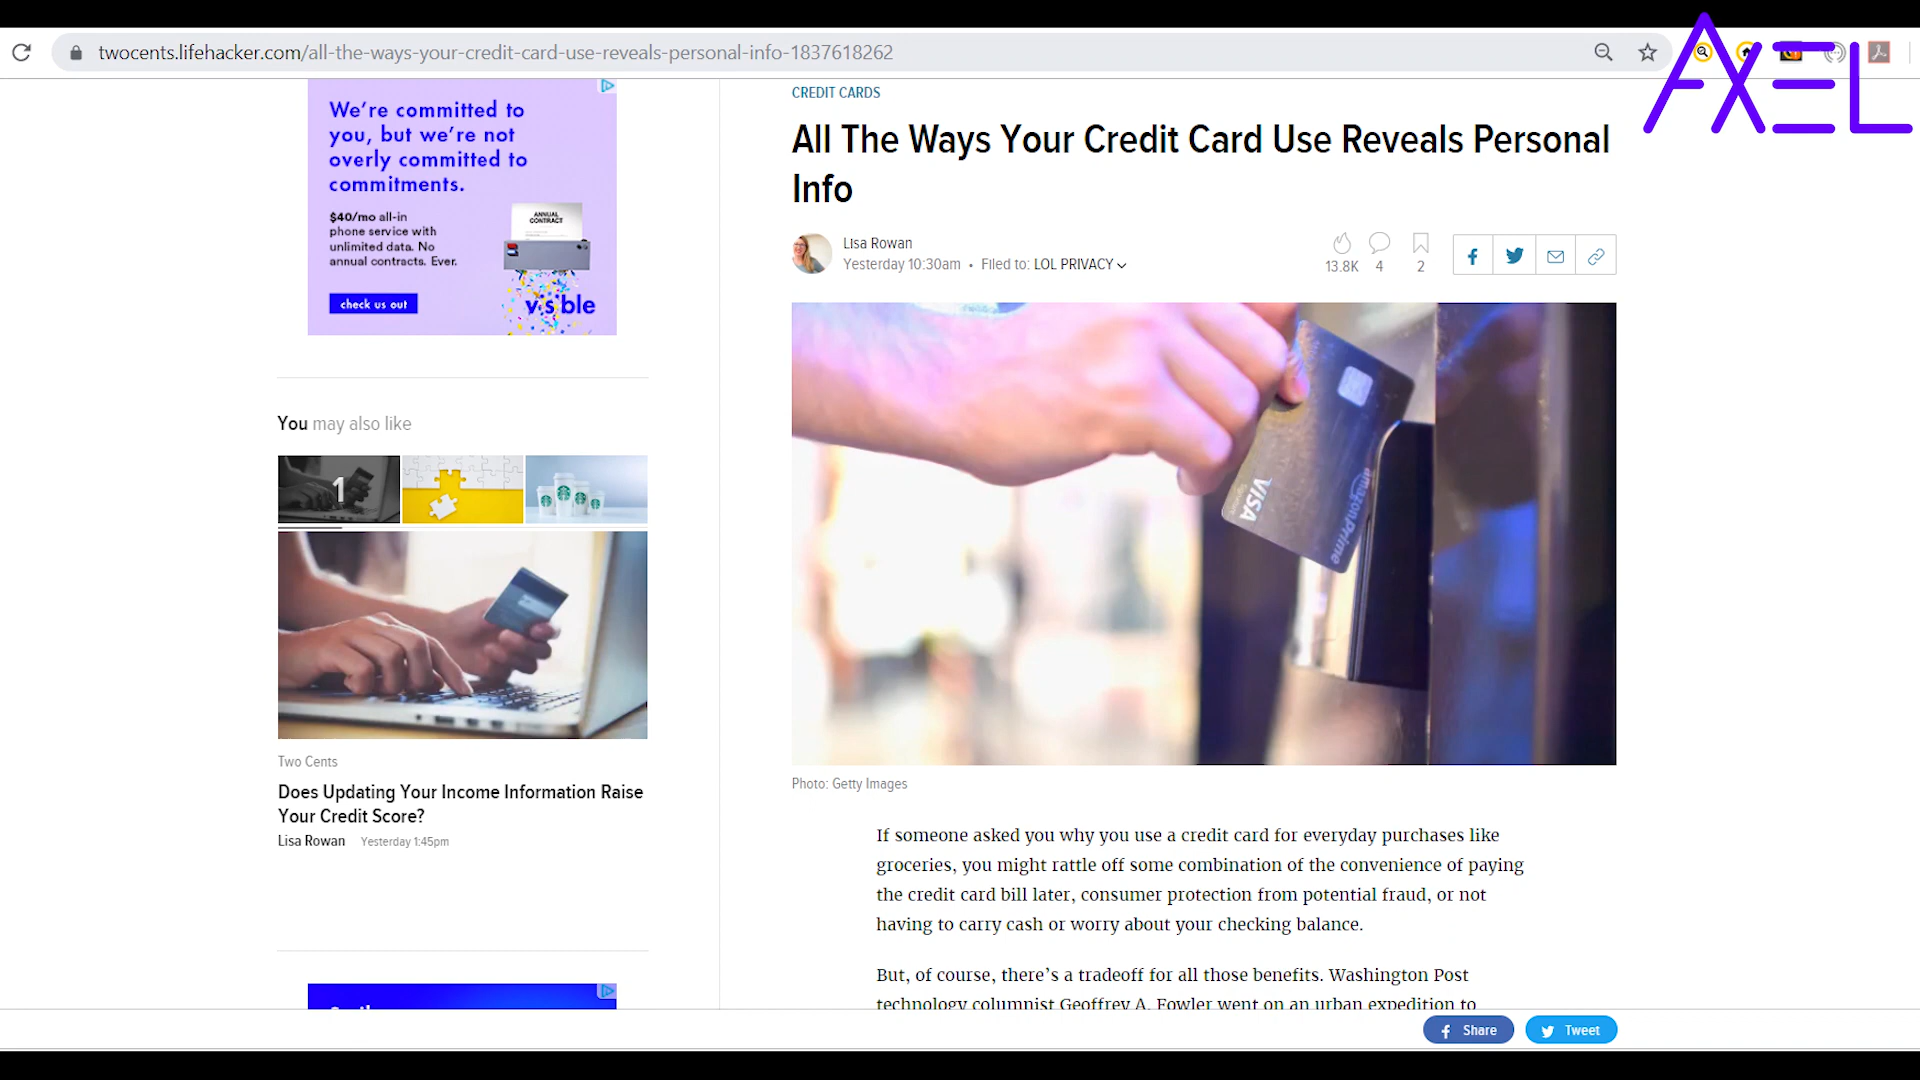 twocents.lifehacker.com/all-the-ways-your-credit-card-use-reveals-personal-info-1837618262
AXEL
We're committed to
you, but we're not
overly committed to
commitments.
$40/mo all-in
phone service with
unlimited data. No
annual contracts. Ever.
ANNUAL
CONTRACT
check us out
visible
You may also like
1
Two Cents
Does Updating Your Income Information Raise
Your Credit Score?
Lisa Rowan Yesterday 1:45pm
CREDIT CARDS
All The Ways Your Credit Card Use Reveals Personal
Info
Lisa Rowan
Yesterday 10:30am • Filed to: LOL PRIVACY
13.8K 4 2
VISA
Signature
amazonPrime
Photo: Getty Images
If someone asked you why you use a credit card for everyday purchases like
groceries, you might rattle off some combination of the convenience of paying
the credit card bill later, consumer protection from potential fraud, or not
having to carry cash or worry about your checking balance.
But, of course, there's a tradeoff for all those benefits. Washington Post
technology columnist Geoffrey A. Fowler went on an urban expedition to
Share Tweet